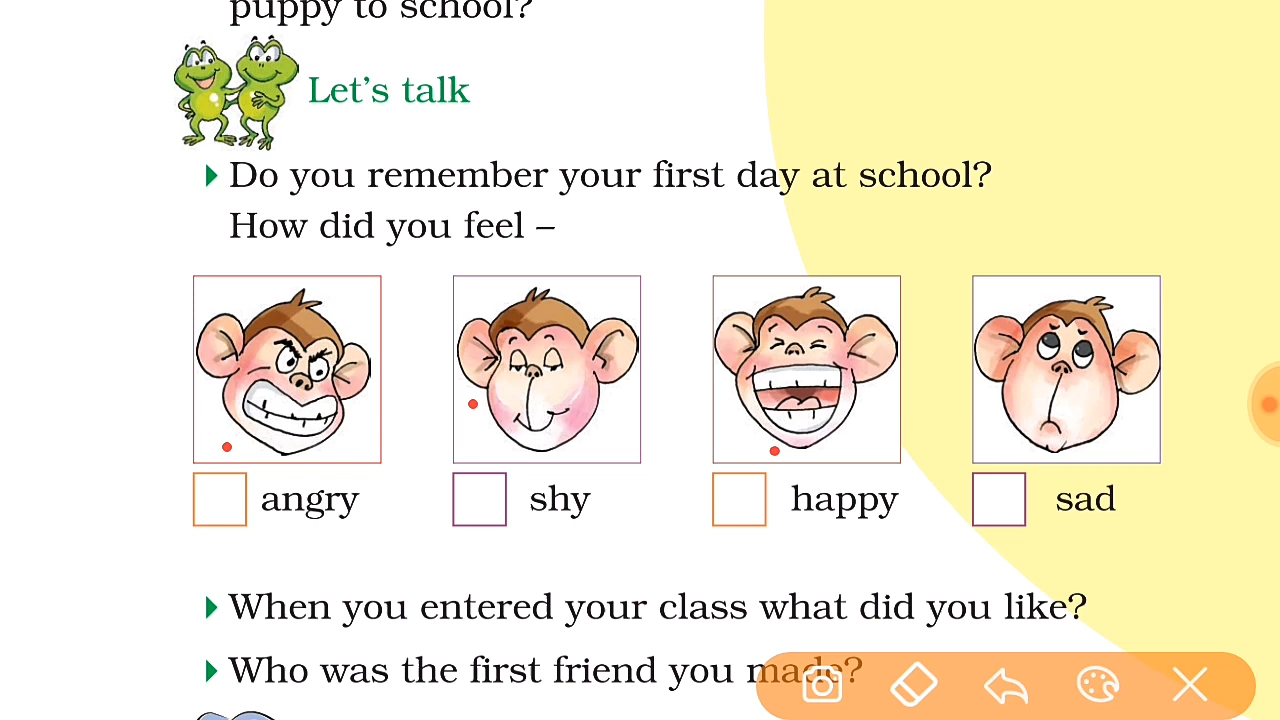 puppy to school?
Let's talk
Do you remember your first day at school?
How did you feel –
angry shy happy sad
When you entered your class what did you like?
Who was the first friend you made?